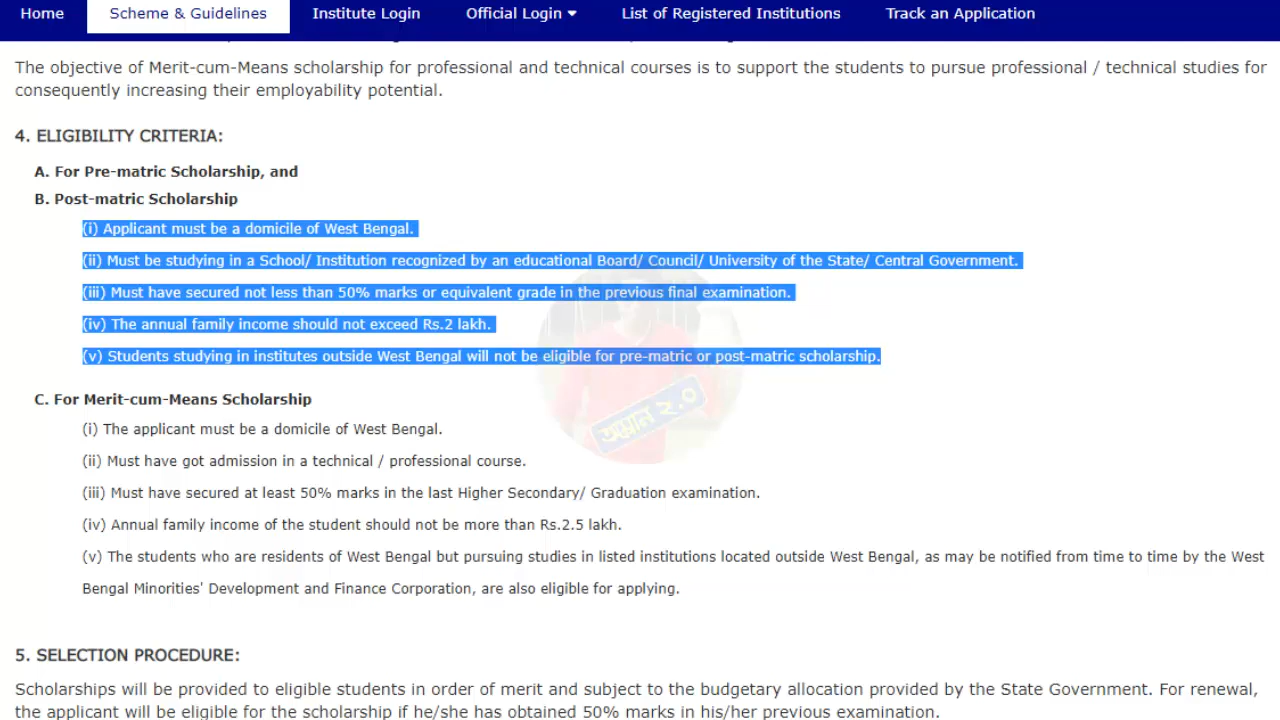 Home Scheme & Guidelines Institute Login Official Login List of Registered Institutions Track an Application
The objective of Merit-cum-Means scholarship for professional and technical courses is to support the students to pursue professional / technical studies for
consequently increasing their employability potential.
4. ELIGIBILITY CRITERIA:
A. For Pre-matric Scholarship, and
B. Post-matric Scholarship
(i) Applicant must be a domicile of West Bengal.
(ii) Must be studying in a School/ Institution recognized by an educational Board/ Council/ University of the State/ Central Government.
(iii) Must have secured not less than 50% marks or equivalent grade in the previous final examination.
(iv) The annual family income should not exceed Rs.2 lakh.
(v) Students studying in institutes outside West Bengal will not be eligible for pre-matric or post-matric scholarship.
C. For Merit-cum-Means Scholarship
(i) The applicant must be a domicile of West Bengal.
(ii) Must have got admission in a technical / professional course.
(iii) Must have secured at least 50% marks in the last Higher Secondary/ Graduation examination.
(iv) Annual family income of the student should not be more than Rs.2.5 lakh.
(v) The students who are residents of West Bengal but pursuing studies in listed institutions located outside West Bengal, as may be notified from time to time by the West
Bengal Minorities' Development and Finance Corporation, are also eligible for applying.
5. SELECTION PROCEDURE:
Scholarships will be provided to eligible students in order of merit and subject to the budgetary allocation provided by the State Government. For renewal,
the applicant will be eligible for the scholarship if he/she has obtained 50% marks in his/her previous examination.